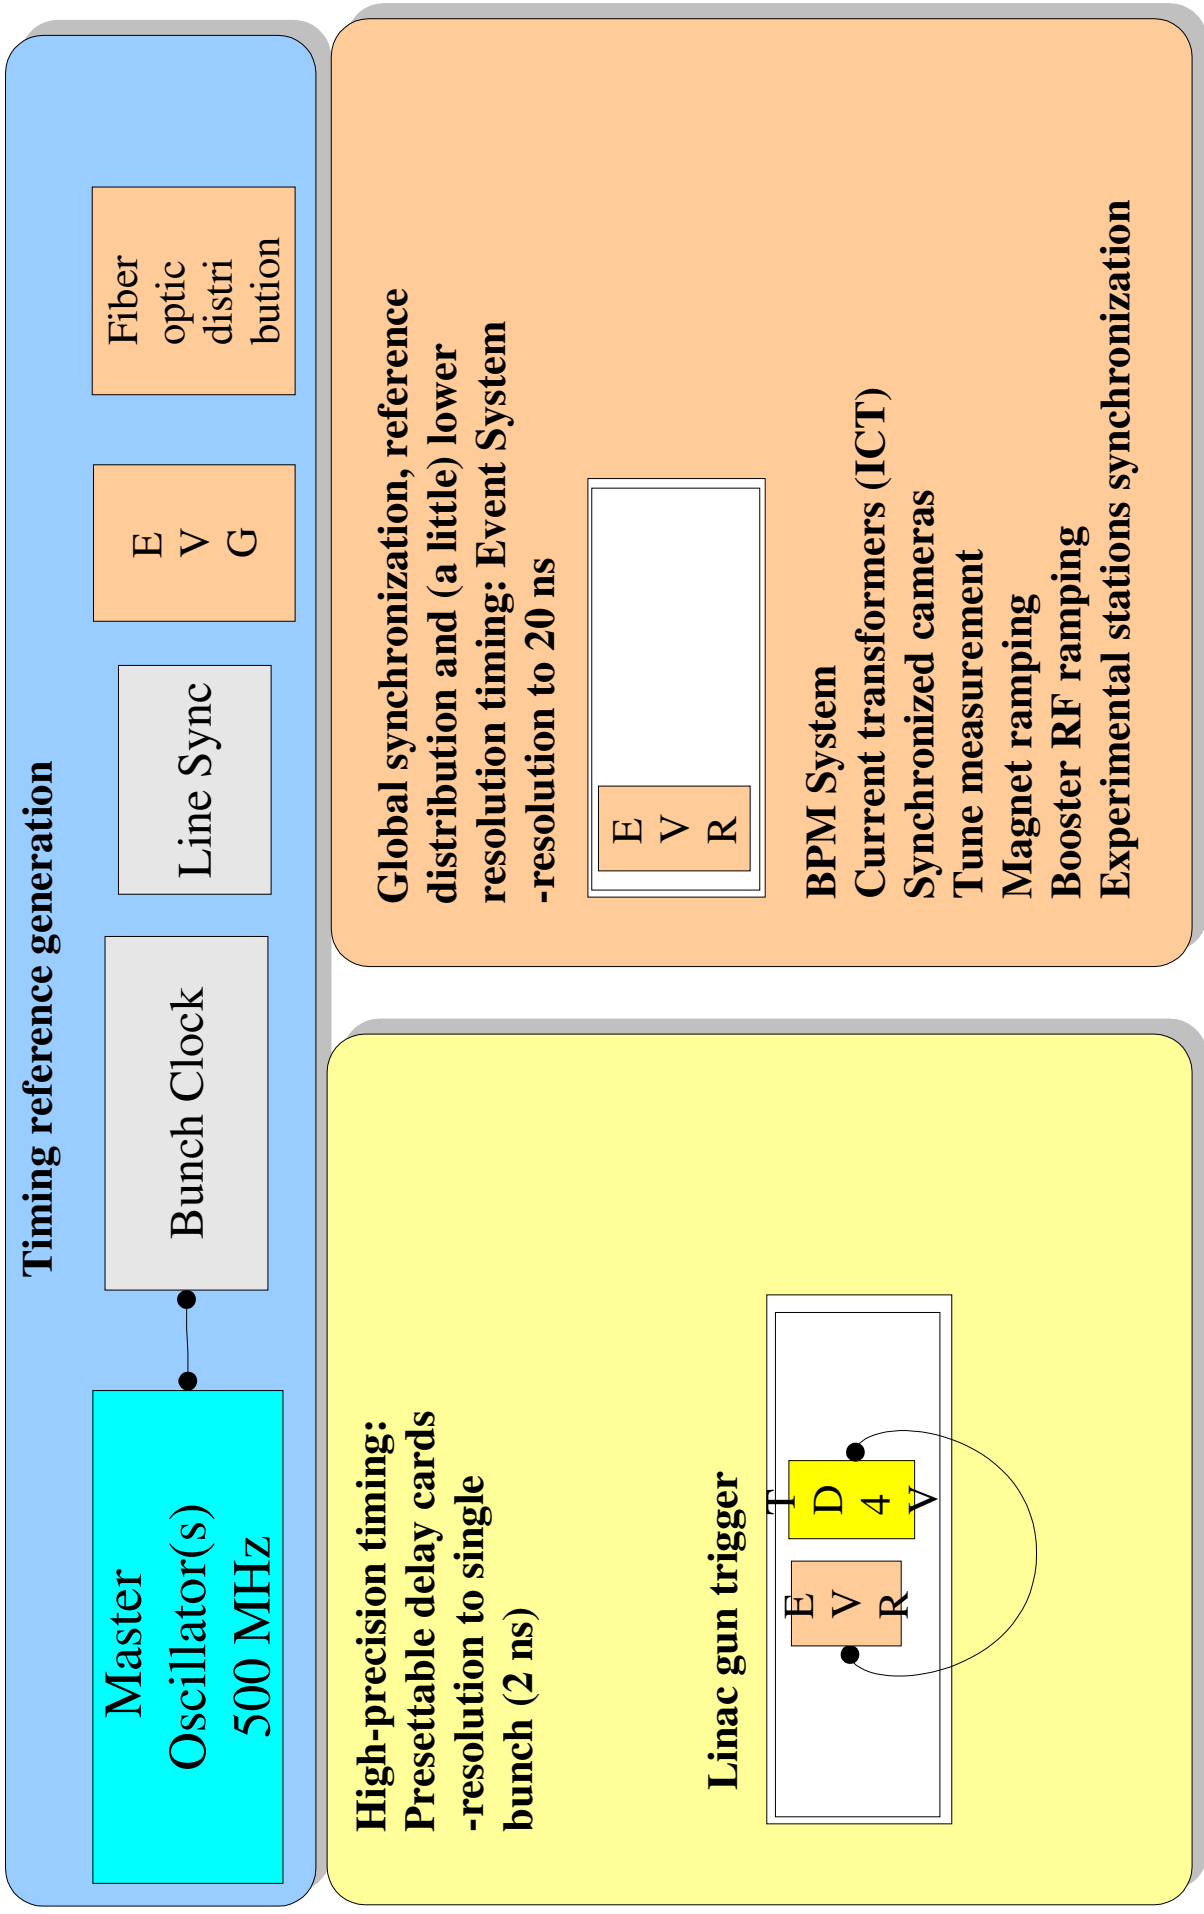 Timing reference generation
Master
Oscillator(s)
500 MHz
Bunch Clock
Line Sync
E
V
G
Fiber
optic
distri
bution
High-precision timing:
Presettable delay cards
-resolution to single
bunch (2 ns)
Linac gun trigger
E
V
R
T
D
4
V
Global synchronization, reference
distribution and (a little) lower
resolution timing: Event System
-resolution to 20 ns
E
V
R
BPM System
Current transformers (ICT)
Synchronized cameras
Tune measurement
Magnet ramping
Booster RF ramping
Experimental stations synchronization